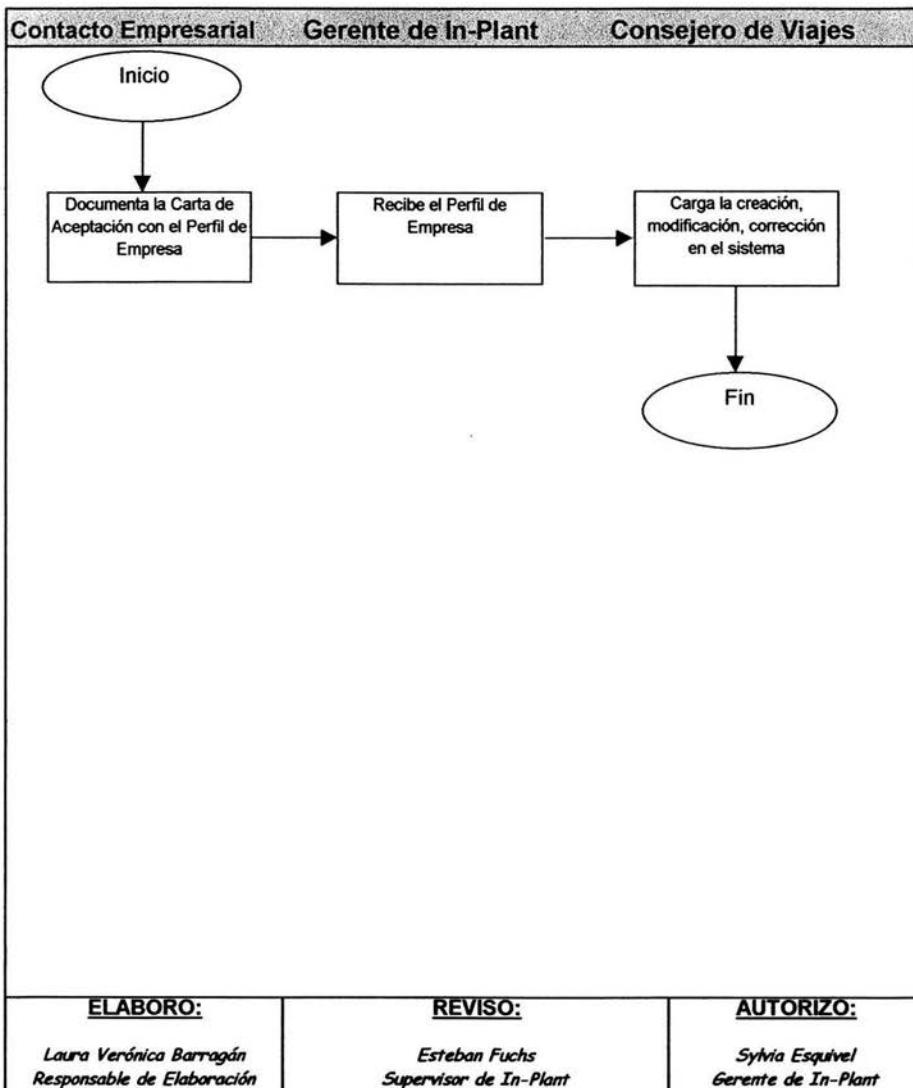 Contacto Empresarial Gerente de In-Plant Consejero de Viajes
Inicio
Documenta la Carta de
Aceptación con el Perfil de
Empresa
Recibe el Perfil de
Empresa
Carga la creación,
modificación, corrección
en el sistema
Fin
ELABORO:
Laura Verónica Barragán
Responsable de Elaboración
REVISO:
Esteban Fuchs
Supervisor de In-Plant
AUTORIZO:
Sylvia Esquivel
Gerente de In-Plant